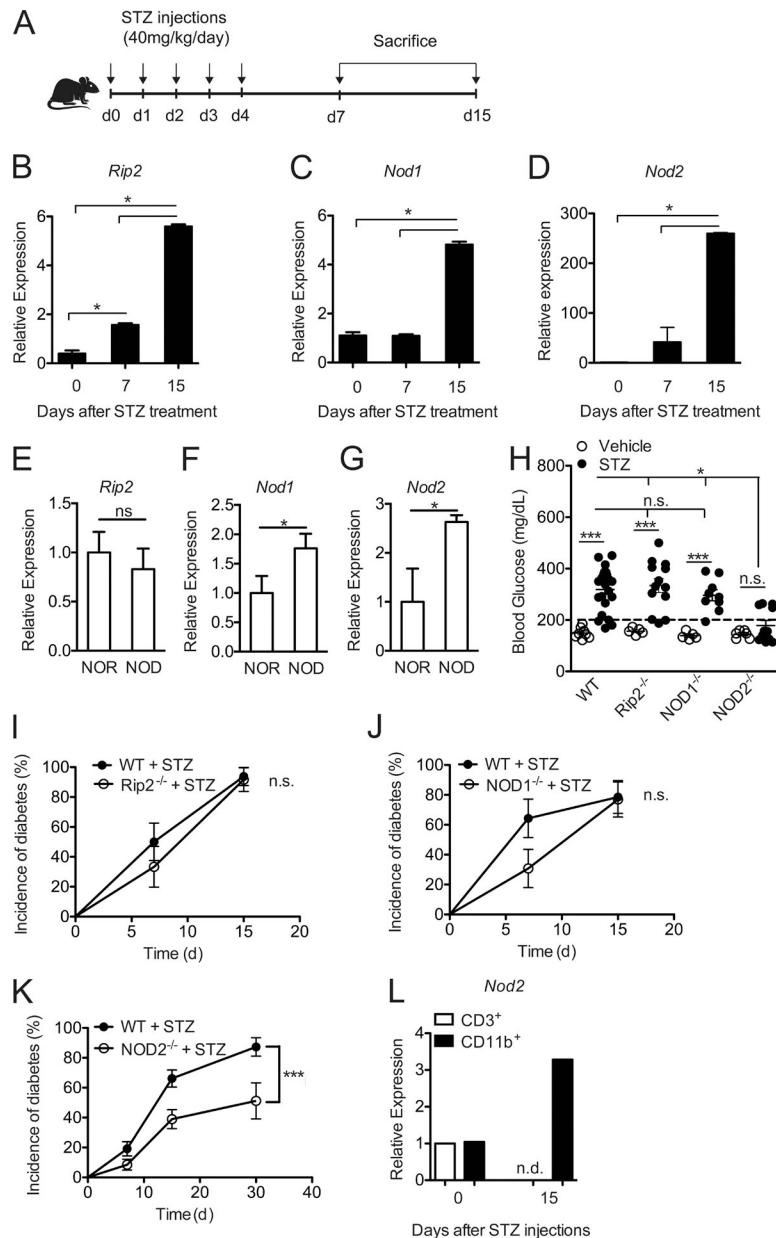 A
STZ injections
(40mg/kg/day)
Sacrifice
d0 d1 d2 d3 d4 d7 d15
B
Rip2
Relative Expression
6
4
2
0
*
*
0 7 15
Days after STZ treatment
C
Nod1
Relative Expression
6
4
2
0
*
0 7 15
Days after STZ treatment
D
Nod2
Relative expression
300
200
100
0
*
0 7 15
Days after STZ treatment
E
Rip2
Relative Expression
1.5
1.0
0.5
0.0
ns
NOR NOD
F
Nod1
Relative Expression
2.5
2.0
1.5
1.0
0.5
0.0
*
NOR NOD
G
Nod2
Relative Expression
3
2
1
0
*
NOR NOD
H
Vehicle
STZ
Blood Glucose (mg/dL)
800
600
400
200
0
*
n.s.
*** *** *** n.s.
WT Rip2-/- NOD1-/- NOD2-/-
I
WT + STZ
Rip2-/- + STZ
Incidence of diabetes (%)
100
80
60
40
20
0
n.s.
0 5 10 15 20
Time (d)
J
WT + STZ
NOD1-/- + STZ
Incidence of diabetes (%)
100
80
60
40
20
0
n.s.
0 5 10 15 20
Time (d)
K
WT + STZ
NOD2-/- + STZ
Incidence of diabetes (%)
100
80
60
40
20
0
***
0 10 20 30 40
Time (d)
L
Nod2
CD3+
CD11b+
Relative Expression
4
3
2
1
0
n.d.
0 15
Days after STZ injections